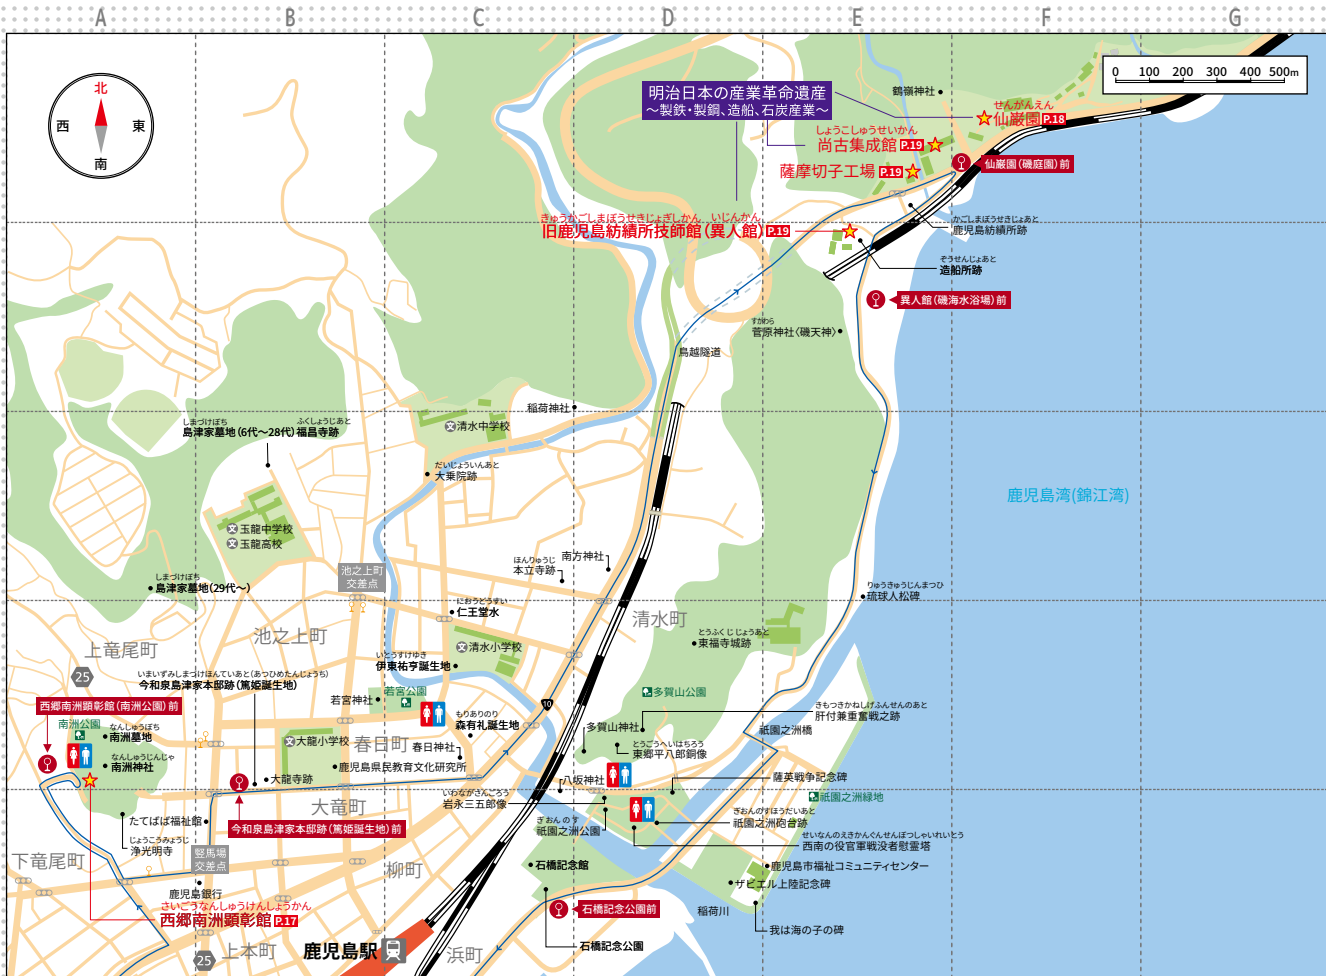 A B C D E F G
北
西 東
南
0 100 200 300 400 500m
明治日本の産業革命遺産
～製鉄・製鋼、造船、石炭産業～
鶴嶺神社
せんがんえん
仙巌園 P.18
しょうこしゅうせいかん
尚古集成館 P.19
薩摩切子工場 P.19
仙巌園(磯庭園)前
きゅうかごしまぼうせきじょぎしかん いじんかん
旧鹿児島紡績所技師館(異人館) P.19
かごしまぼうせきじょあと
鹿児島紡績所跡
ぞうせんじょあと
造船所跡
異人館(磯海水浴場)前
すがわら
菅原神社〈磯天神〉
鳥越隧道
稲荷神社
文 清水中学校
しまづけぼち ふくしょうじあと
島津家墓地(6代～28代)福昌寺跡
だいじょういんあと
大乗院跡
鹿児島湾(錦江湾)
文 玉龍中学校
文 玉龍高校
南方神社
ほんりゅうじ
本立寺跡
池之上町
交差点
しまづけぼち
島津家墓地(29代～)
りゅうきゅうじんまつひ
琉球人松碑
におうどうすい
仁王堂水
清水町
池之上町
上竜尾町
とうふくじじょうあと
東福寺城跡
文 清水小学校
いとうすけゆき
伊東祐亨誕生地
25
いまいずみしまづけほんていあと(あつひめたんじょうち)
今和泉島津家本邸跡(篤姫誕生地)
若宮公園
若宮神社
多賀山公園
西郷南洲顕彰館(南洲公園)前
10
きもつきかねしげふんせんのあと
肝付兼重奮戦之跡
南洲公園
なんしゅうぼち
南洲墓地
もりありのり
森有礼誕生地
多賀山神社
祇園之洲橋
文 大龍小学校
春日町
春日神社
とうごうへいはちろう
東郷平八郎銅像
なんしゅうじんじゃ
南洲神社
鹿児島県民教育文化研究所
大龍寺跡
八坂神社
薩英戦争記念碑
いわながさんごろう
岩永三五郎像
祇園之洲緑地
大竜町
たてばば福祉館
今和泉島津家本邸跡(篤姫誕生地)前
ぎおんのす
祇園之洲公園
ぎおんのすほうだいあと
祇園之洲砲台跡
せいなんのえきかんぐんせんぼつしゃいれいとう
西南の役官軍戦没者慰霊塔
じょうこうみょうじ
浄光明寺
下竜尾町
竪馬場
交差点
柳町
石橋記念館
鹿児島市福祉コミュニティセンター
ザビエル上陸記念碑
鹿児島銀行
さいごうなんしゅうけんしょうかん
西郷南洲顕彰館 P.17
石橋記念公園前
稲荷川
我は海の子の碑
25
上本町
鹿児島駅
浜町
石橋記念公園